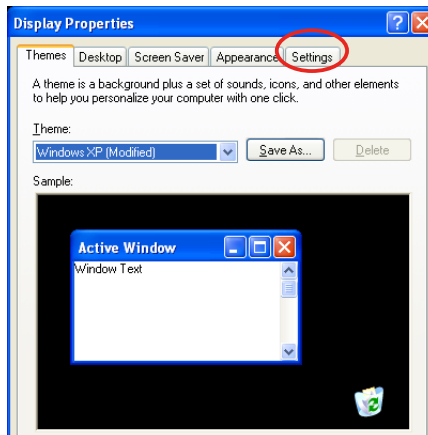 Display Properties
Themes Desktop Screen Saver Appearance Settings
A theme is a background plus a set of sounds, icons, and other elements
to help you personalize your computer with one click.
Theme:
Windows XP (Modified) Save As... Delete
Sample:
Active Window
Window Text